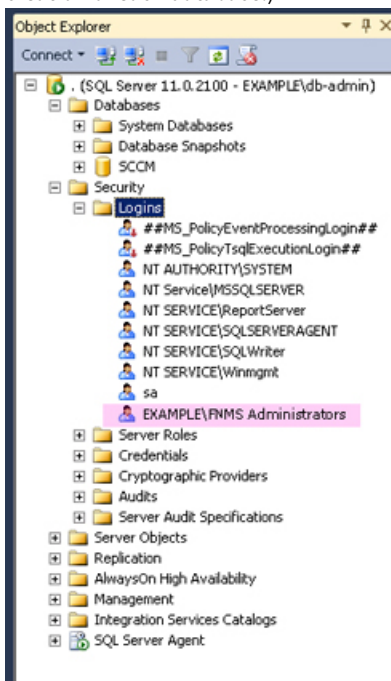 Object Explorer
Connect
. (SQL Server 11.0.2100 - EXAMPLE\db-admin)
Databases
System Databases
Database Snapshots
SCCM
Security
Logins
##MS_PolicyEventProcessingLogin##
##MS_PolicyTsqlExecutionLogin##
NT AUTHORITY\SYSTEM
NT Service\MSSQLSERVER
NT SERVICE\ReportServer
NT SERVICE\SQLSERVERAGENT
NT SERVICE\SQLWriter
NT SERVICE\Winmgmt
sa
EXAMPLE\FNMS Administrators
Server Roles
Credentials
Cryptographic Providers
Audits
Server Audit Specifications
Server Objects
Replication
AlwaysOn High Availability
Management
Integration Services Catalogs
SQL Server Agent